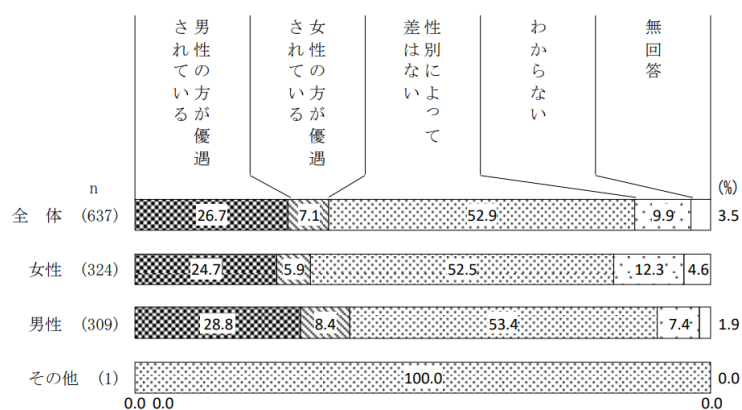 男性の方が優遇
されている
女性の方が優遇
されている
性別によって
差はない
わからない
無回答
n
(%)
全 体 (637) 26.7 7.1 52.9 9.9 3.5
女性 (324) 24.7 5.9 52.5 12.3 4.6
男性 (309) 28.8 8.4 53.4 7.4 1.9
その他 (1) 100.0 0.0
0.0 0.0 0.0